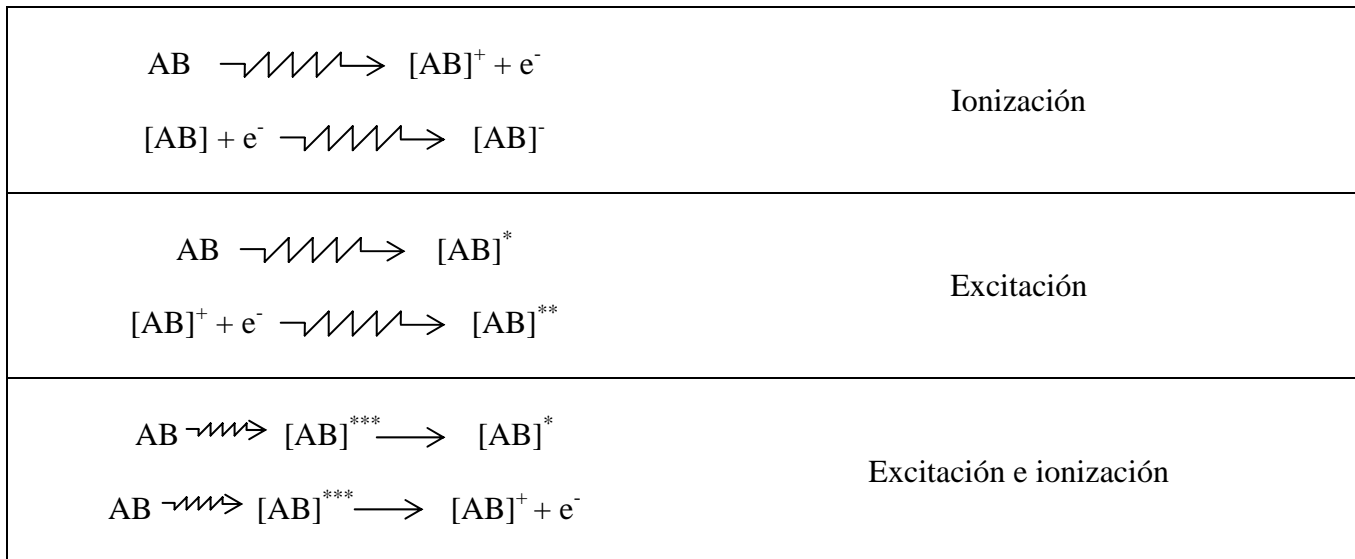 AB → [AB]⁺ + e⁻
[AB] + e⁻ → [AB]⁻
Ionización
AB → [AB]*
[AB]⁺ + e⁻ → [AB]**
Excitación
AB → [AB]*** → [AB]*
AB → [AB]*** → [AB]⁺ + e⁻
Excitación e ionización